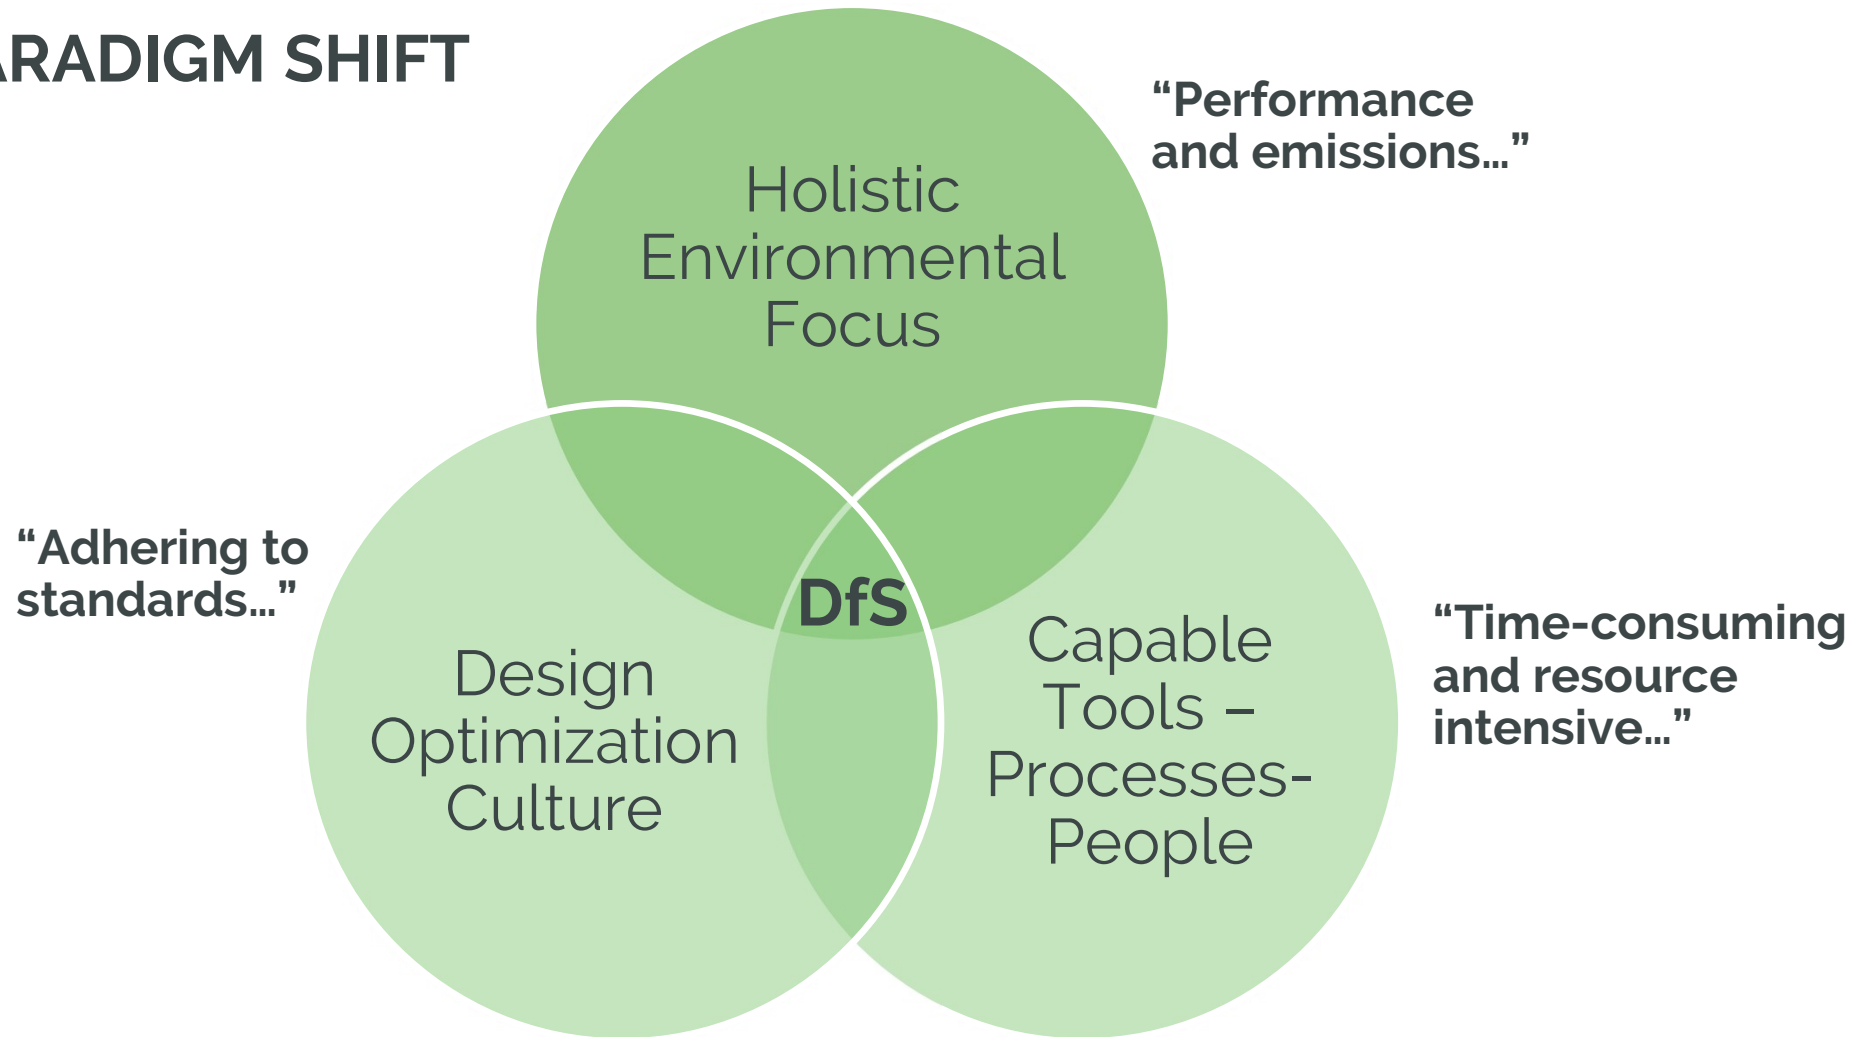 ARADIGM SHIFT
“Performance
and emissions…”
Holistic
Environmental
Focus
“Adhering to
standards…”
DfS
Design
Optimization
Culture
Capable
Tools –
Processes-
People
“Time-consuming
and resource
intensive…”